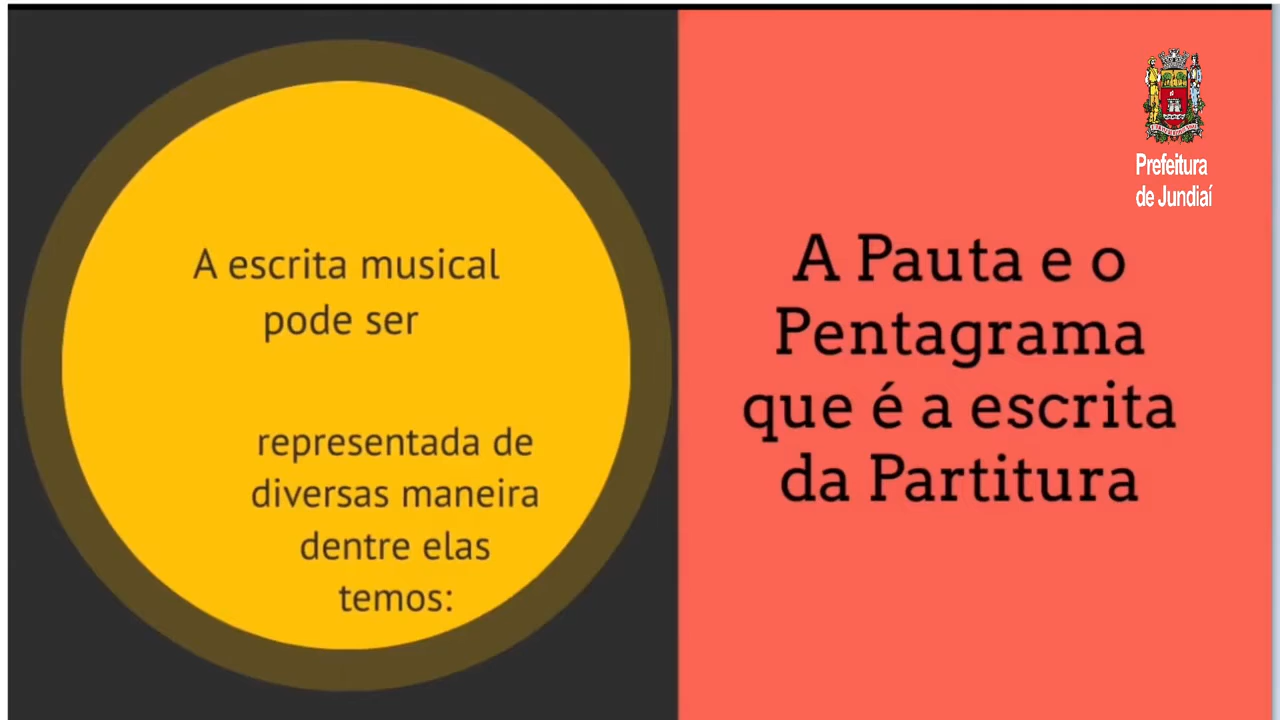 A escrita musical
pode ser
representada de
diversas maneira
dentre elas
temos:
Prefeitura
de Jundiaí
A Pauta e o
Pentagrama
que é a escrita
da Partitura